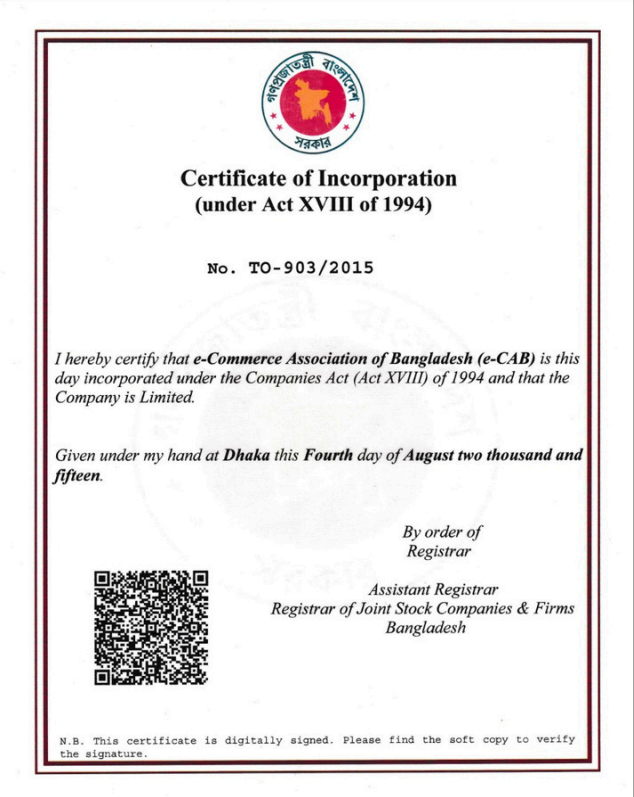 গণপ্রজাতন্ত্রী বাংলাদেশ
সরকার
Certificate of Incorporation
(under Act XVIII of 1994)
No. TO-903/2015
I hereby certify that e-Commerce Association of Bangladesh (e-CAB) is this
day incorporated under the Companies Act (Act XVIII) of 1994 and that the
Company is Limited.
Given under my hand at Dhaka this Fourth day of August two thousand and
fifteen.
By order of
Registrar
Assistant Registrar
Registrar of Joint Stock Companies & Firms
Bangladesh
N.B. This certificate is digitally signed. Please find the soft copy to verify
the signature.